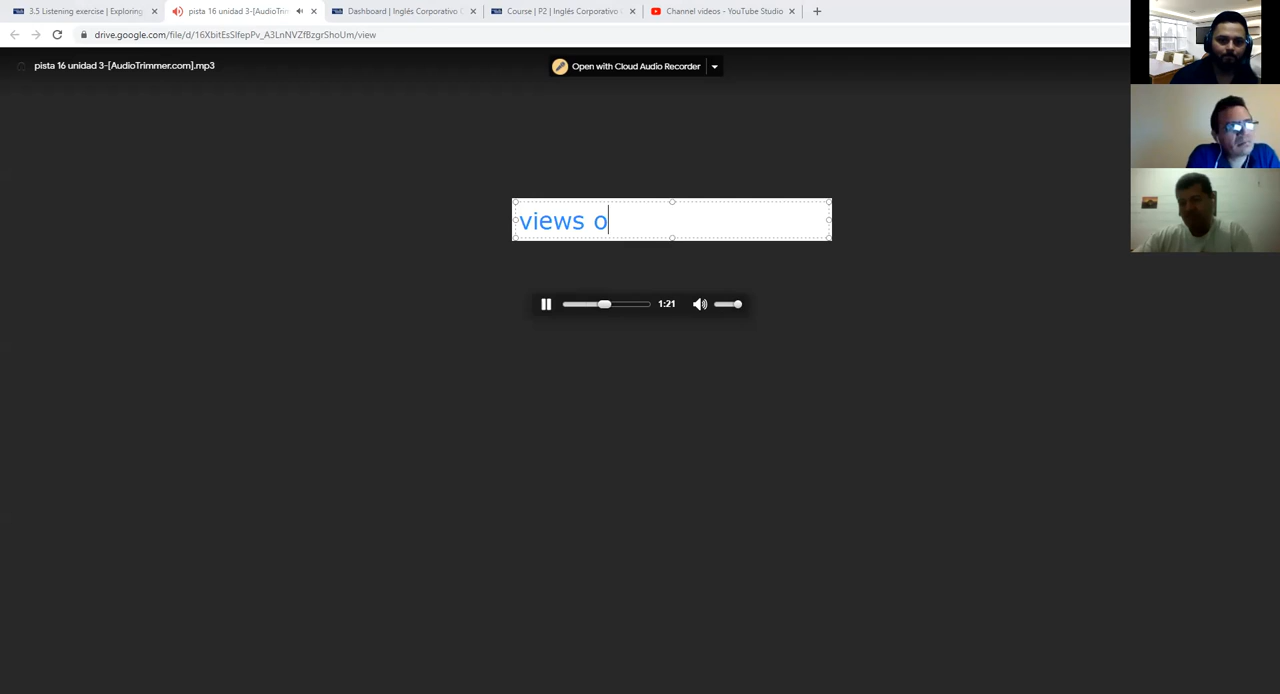 3.5 Listening exercise | Exploring
pista 16 unidad 3-[AudioTrim
Dashboard | Inglés Corporativo
Course | P2 | Inglés Corporativo
Channel videos - YouTube Studio
drive.google.com/file/d/16XbitEsSlfepPv_A3LnNVZfBzgrShoUm/view
pista 16 unidad 3-[AudioTrimmer.com].mp3
Open with Cloud Audio Recorder
views o
1:21